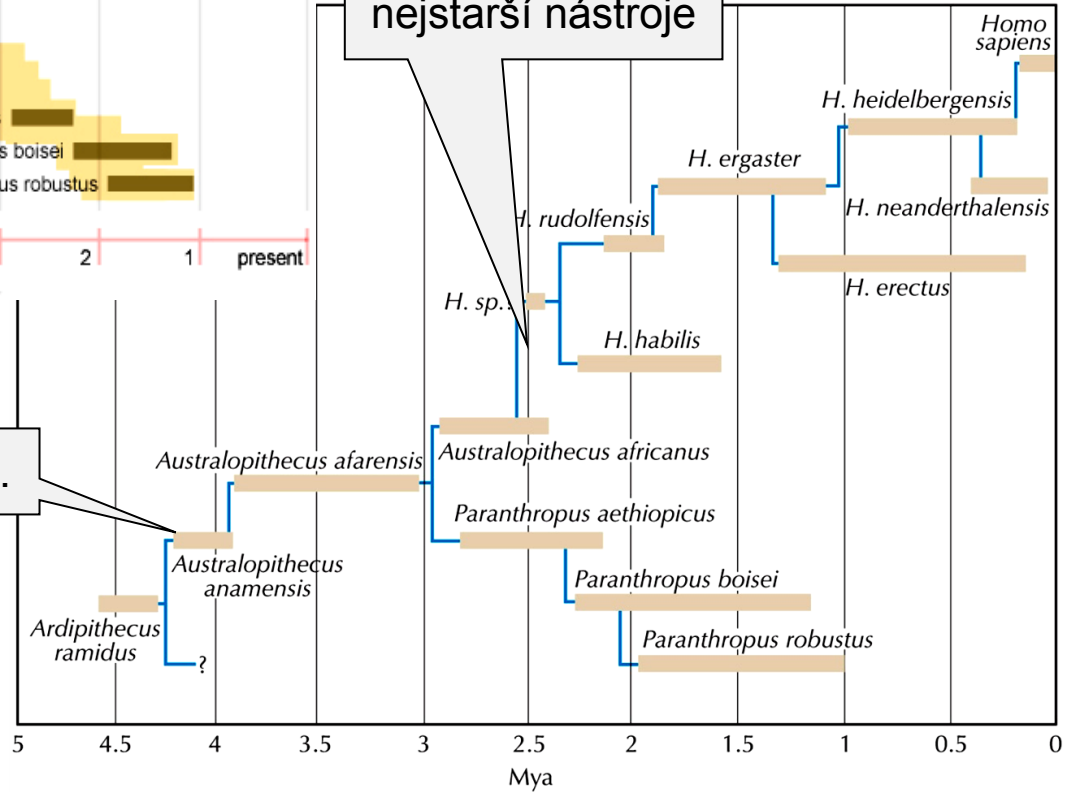 nejstarší nástroje
s boisei
us robustus
2
1
present
Homo
sapiens
H. heidelbergensis
H. ergaster
H. neanderthalensis
H. rudolfensis
H. erectus
H. sp.
H. habilis
Australopithecus africanus
Australopithecus afarensis
.
Paranthropus aethiopicus
Australopithecus
anamensis
Paranthropus boisei
Ardipithecus
ramidus
Paranthropus robustus
?
5
4.5
4
3.5
3
2.5
2
1.5
1
0.5
0
Mya